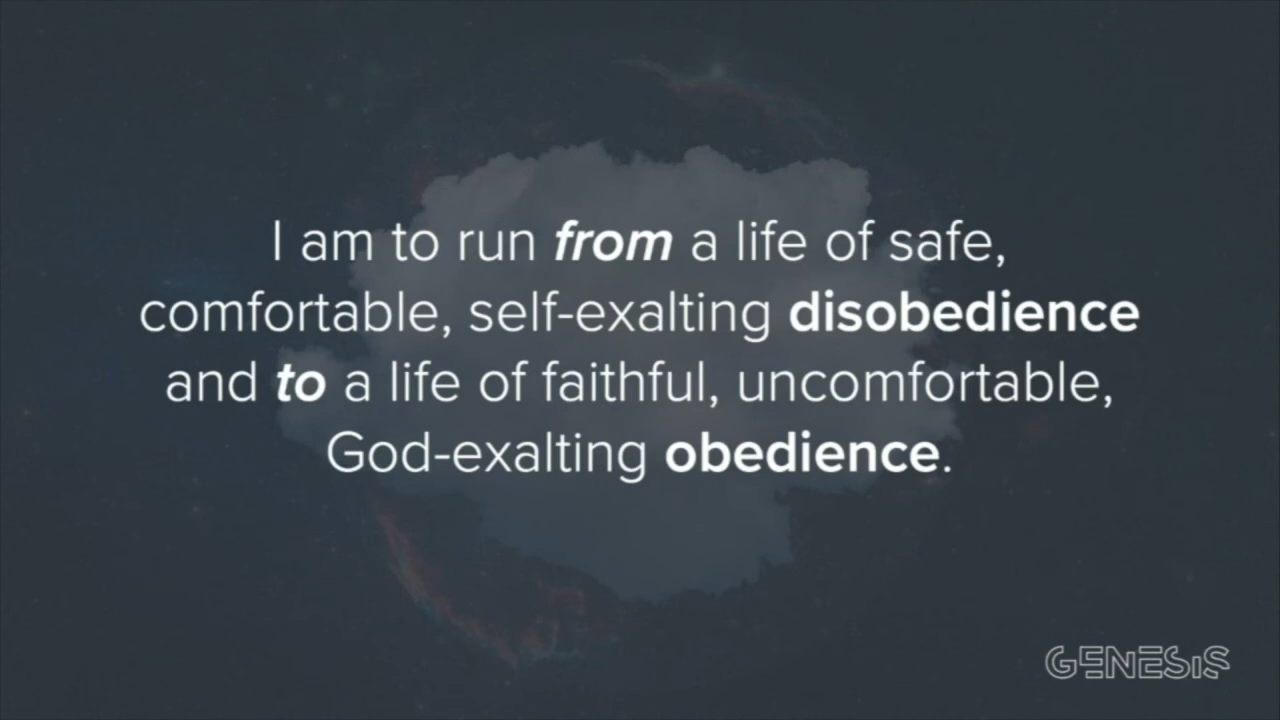 I am to run from a life of safe,
comfortable, self-exalting disobedience
and to a life of faithful, uncomfortable,
God-exalting obedience.
GENESIS